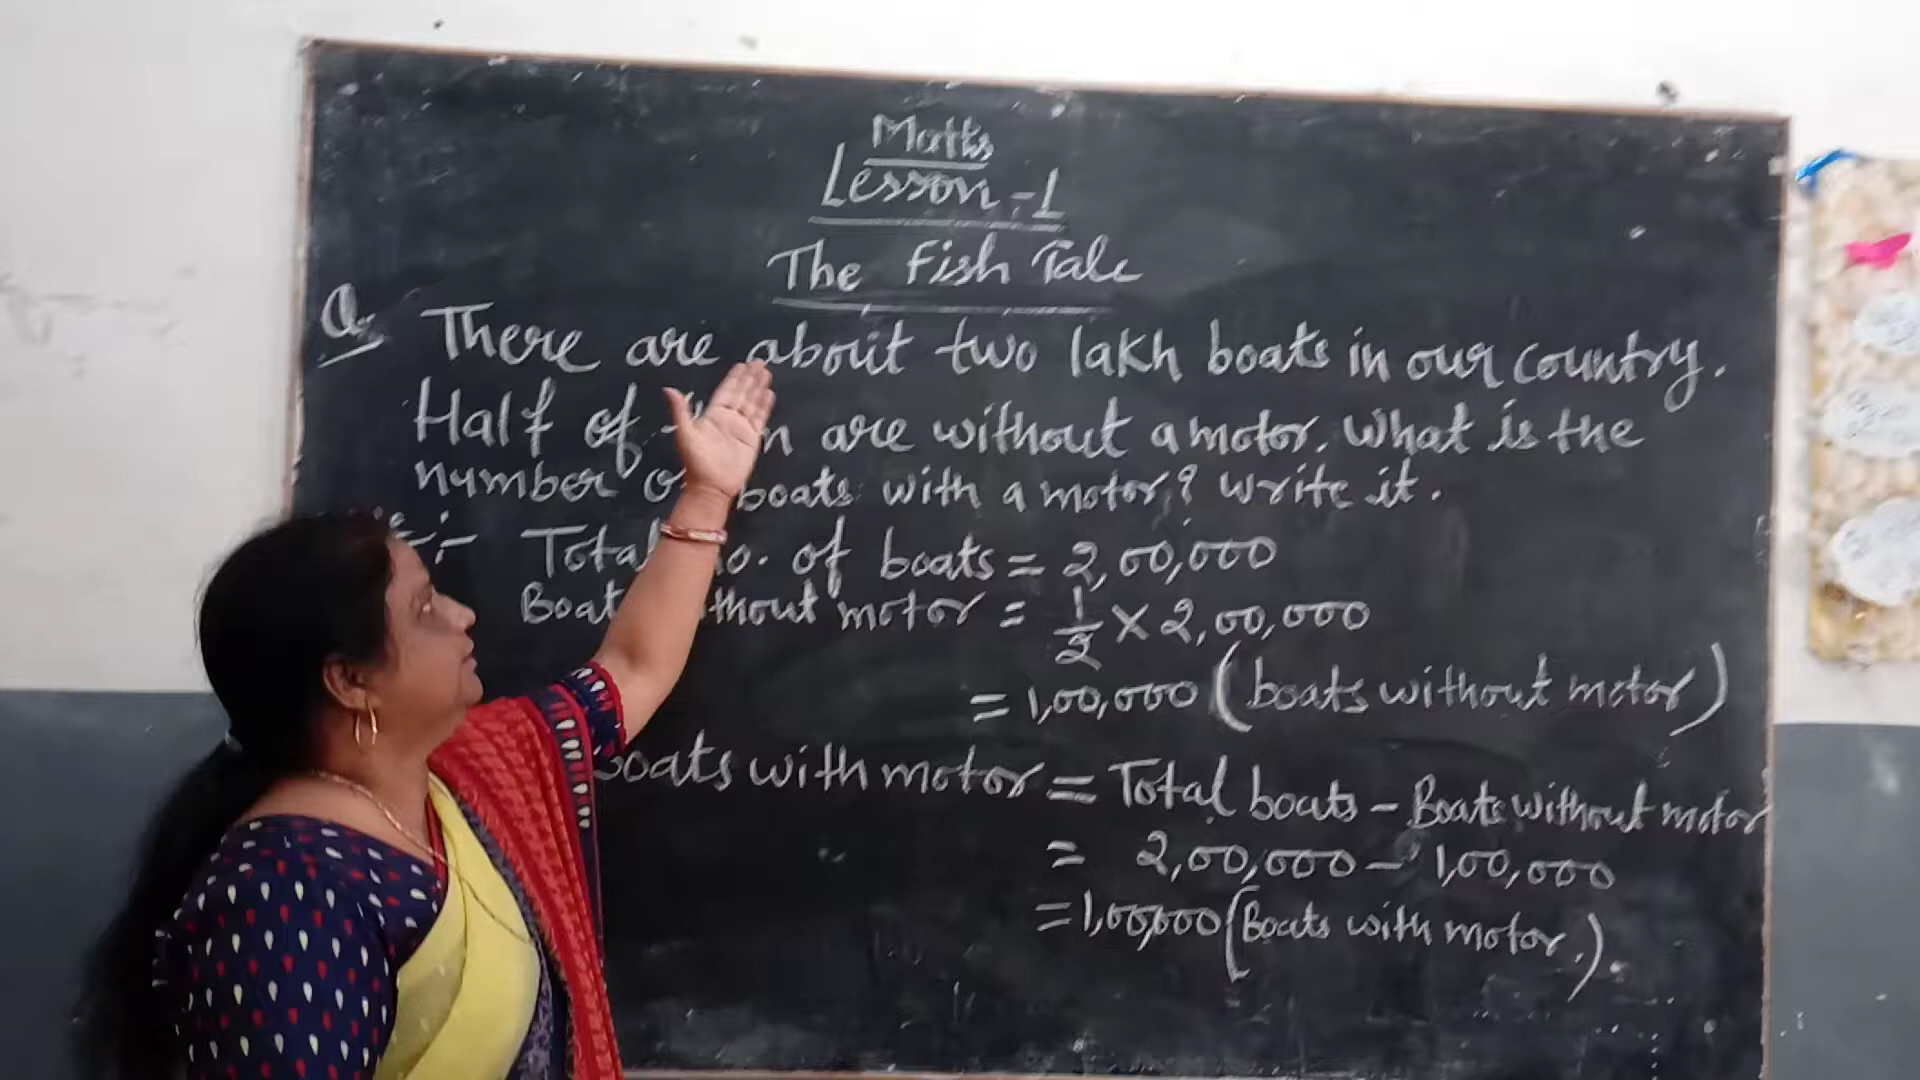 Maths
Lesson-1
The Fish Tale
Q. There are about two lakh boats in our country.
Half of are without a motor. What is the
number boats with a motor? Write it.
Total no. of boats = 2,00,000
without motor = 1/2 × 2,00,000
= 1,00,000 (boats without motor)
boats with motor = Total boats - Boats without motor
= 2,00,000 - 1,00,000
= 1,00,000 (Boats with motor.).